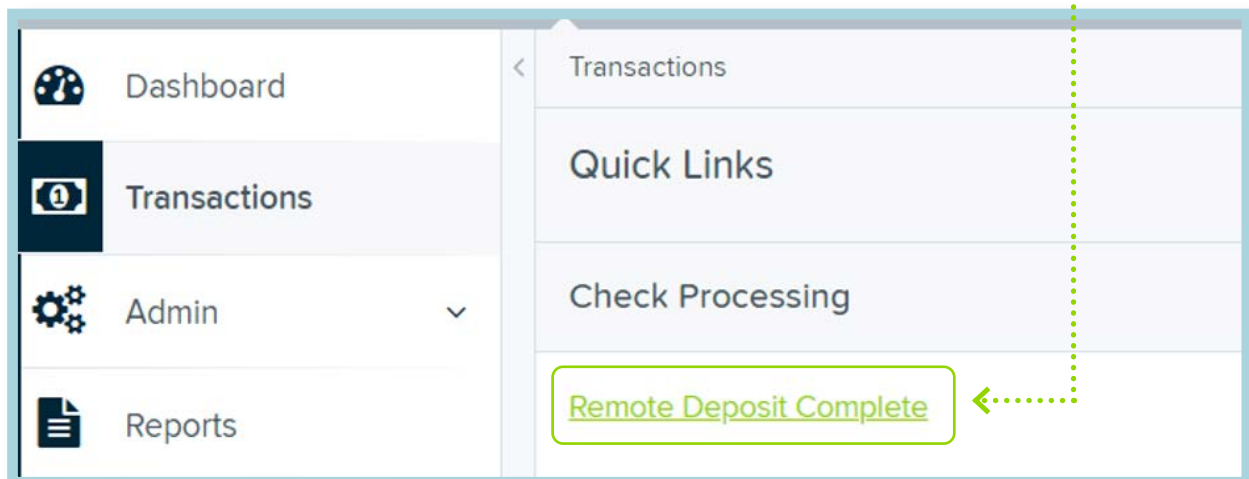 Dashboard
Transactions
Admin
Reports
Transactions
Quick Links
Check Processing
Remote Deposit Complete